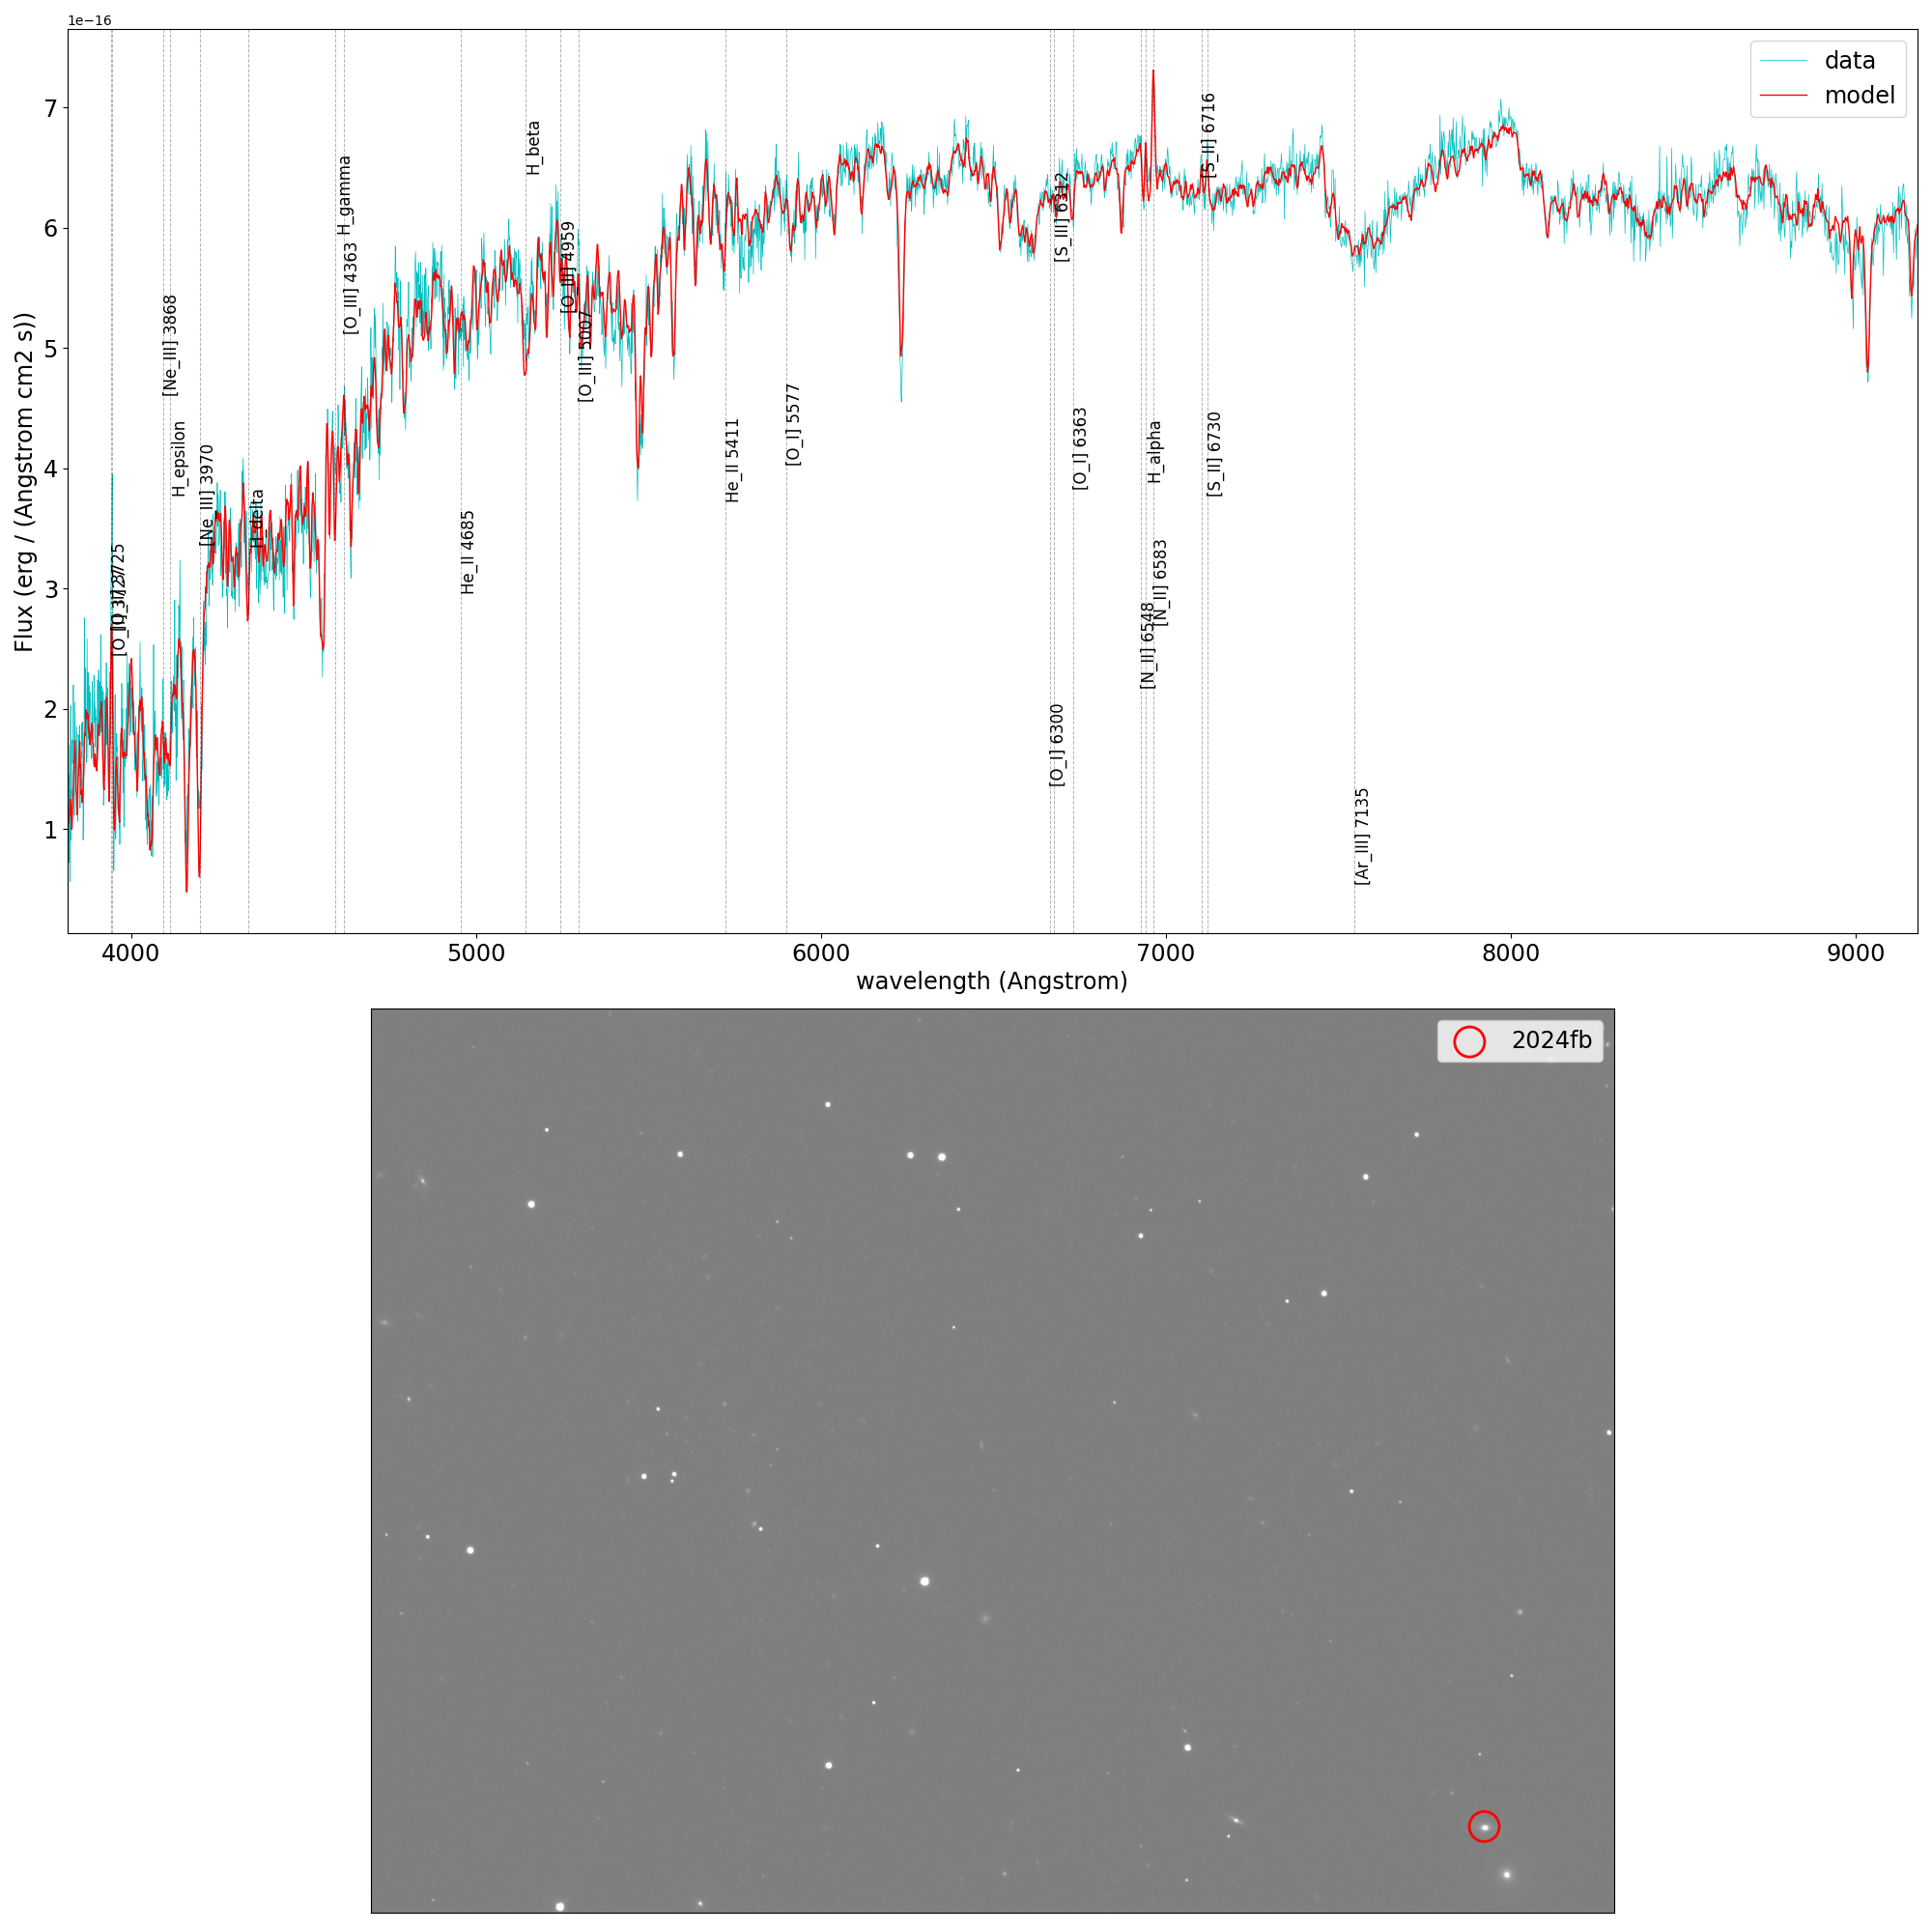 1e−16
data
model
[S_II] 6716
H_beta
H_gamma
[S_III] 6312
[O_III] 4959
[O_III] 4363
[Ne_III] 3868
[O_III] 5007
[O_I] 5577
[O_I] 6363
[S_II] 6730
H_alpha
He_II 5411
H_epsilon
[Ne_III] 3970
H_delta
He_II 4685
[N_II] 6583
[N_II] 6548
[O_I] 6300
[Ar_III] 7135
7
6
5
4
3
2
1
Flux (erg / (Angstrom cm2 s))
4000 5000 6000 7000 8000 9000
wavelength (Angstrom)
2024fb